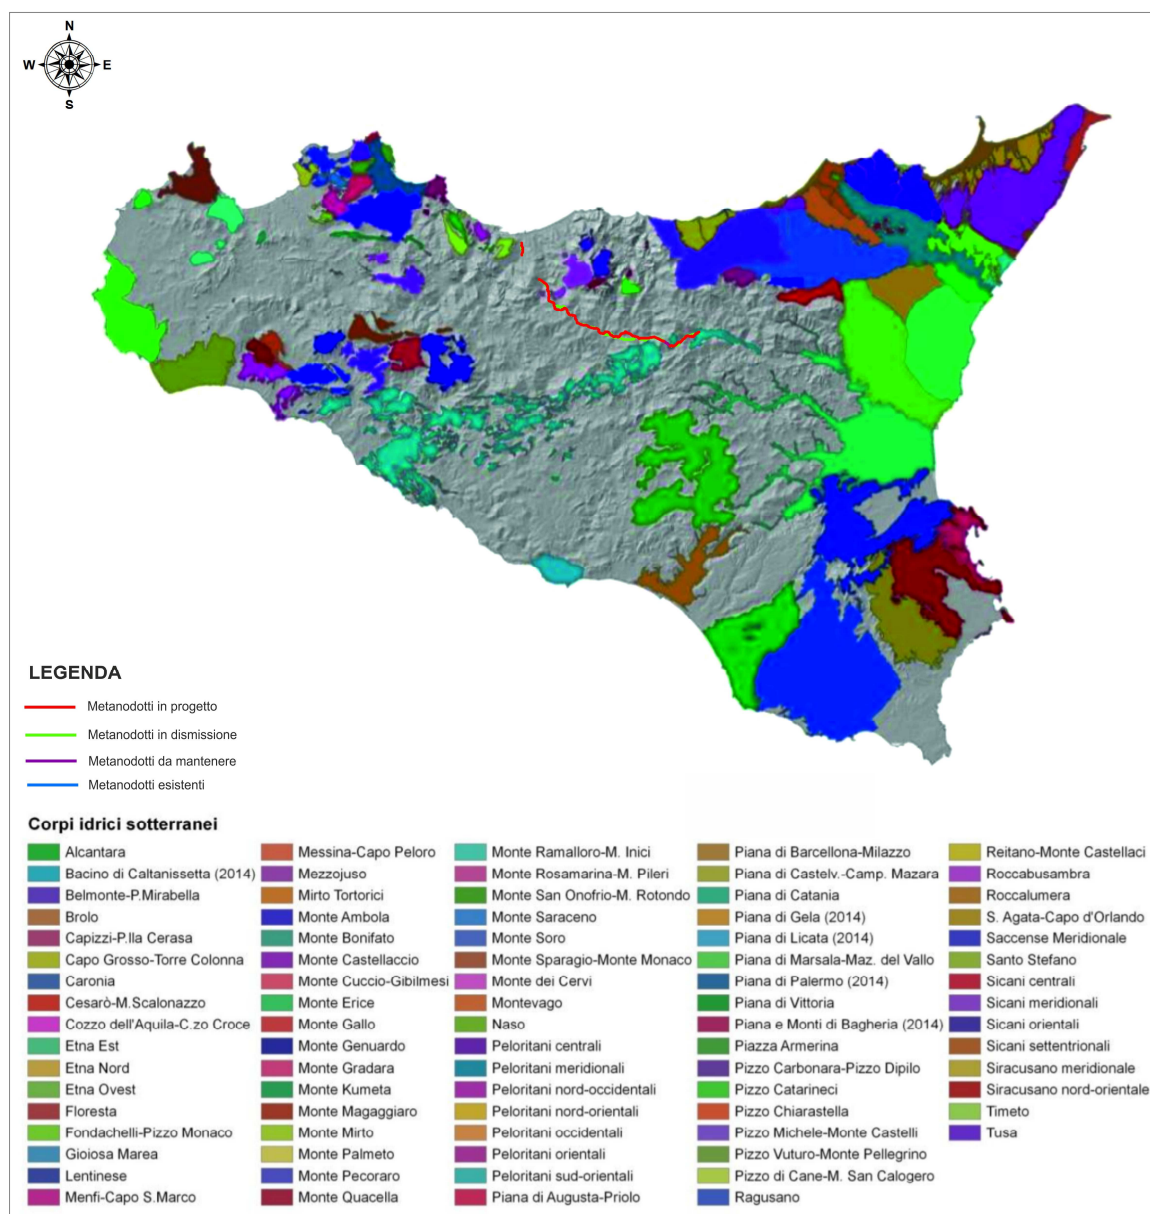 N
W E
S
LEGENDA
Metanodotti in progetto
Metanodotti in dismissione
Metanodotti da mantenere
Metanodotti esistenti
Corpi idrici sotterranei
Alcantara
Bacino di Caltanissetta (2014)
Belmonte-P.Mirabella
Brolo
Capizzi-P.lla Cerasa
Capo Grosso-Torre Colonna
Caronia
Cesarò-M.Scalonazzo
Cozzo dell'Aquila-C.zo Croce
Etna Est
Etna Nord
Etna Ovest
Floresta
Fondachelli-Pizzo Monaco
Gioiosa Marea
Lentinese
Menfi-Capo S.Marco
Messina-Capo Peloro
Mezzojuso
Mirto Tortorici
Monte Ambola
Monte Bonifato
Monte Castellaccio
Monte Cuccio-Gibilmesi
Monte Erice
Monte Gallo
Monte Genuardo
Monte Gradara
Monte Kumeta
Monte Magaggiaro
Monte Mirto
Monte Palmeto
Monte Pecoraro
Monte Quacella
Monte Ramalloro-M. Inici
Monte Rosamarina-M. Pileri
Monte San Onofrio-M. Rotondo
Monte Saraceno
Monte Soro
Monte Sparagio-Monte Monaco
Monte dei Cervi
Montevago
Naso
Peloritani centrali
Peloritani meridionali
Peloritani nord-occidentali
Peloritani nord-orientali
Peloritani occidentali
Peloritani orientali
Peloritani sud-orientali
Piana di Augusta-Priolo
Piana di Barcellona-Milazzo
Piana di Castelv.-Camp. Mazara
Piana di Catania
Piana di Gela (2014)
Piana di Licata (2014)
Piana di Marsala-Maz. del Vallo
Piana di Palermo (2014)
Piana di Vittoria
Piana e Monti di Bagheria (2014)
Piazza Armerina
Pizzo Carbonara-Pizzo Dipilo
Pizzo Catarineci
Pizzo Chiarastella
Pizzo Michele-Monte Castelli
Pizzo Vuturo-Monte Pellegrino
Pizzo di Cane-M. San Calogero
Ragusano
Reitano-Monte Castellaci
Roccabusambra
Roccalumera
S. Agata-Capo d'Orlando
Saccense Meridionale
Santo Stefano
Sicani centrali
Sicani meridionali
Sicani orientali
Sicani settentrionali
Siracusano meridionale
Siracusano nord-orientale
Timeto
Tusa